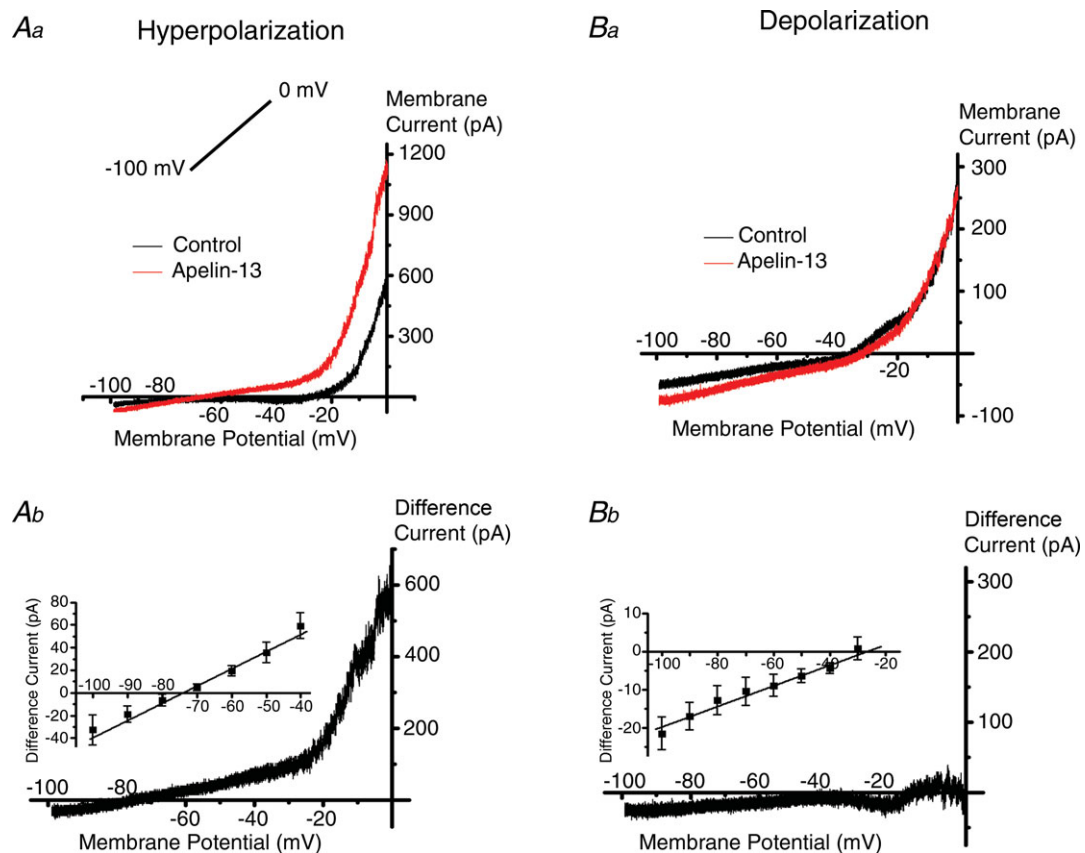 Aa
Hyperpolarization
0 mV
-100 mV
Membrane
Current (pA)
1200
900
600
300
Control
Apelin-13
-100
-80
-60
-40
-20
Membrane Potential (mV)
Ba
Depolarization
Membrane
Current (pA)
300
200
100
-100
Control
Apelin-13
-100
-80
-60
-40
-20
Membrane Potential (mV)
Ab
Difference
Current (pA)
600
400
200
Difference Current (pA)
80
60
40
20
0
-20
-40
-100
-90
-80
-70
-60
-50
-40
-100
-80
-60
-40
-20
Membrane Potential (mV)
Bb
Difference
Current (pA)
300
200
100
Difference Current (pA)
10
0
-10
-20
-100
-80
-60
-40
-20
-100
-80
-60
-40
-20
Membrane Potential (mV)